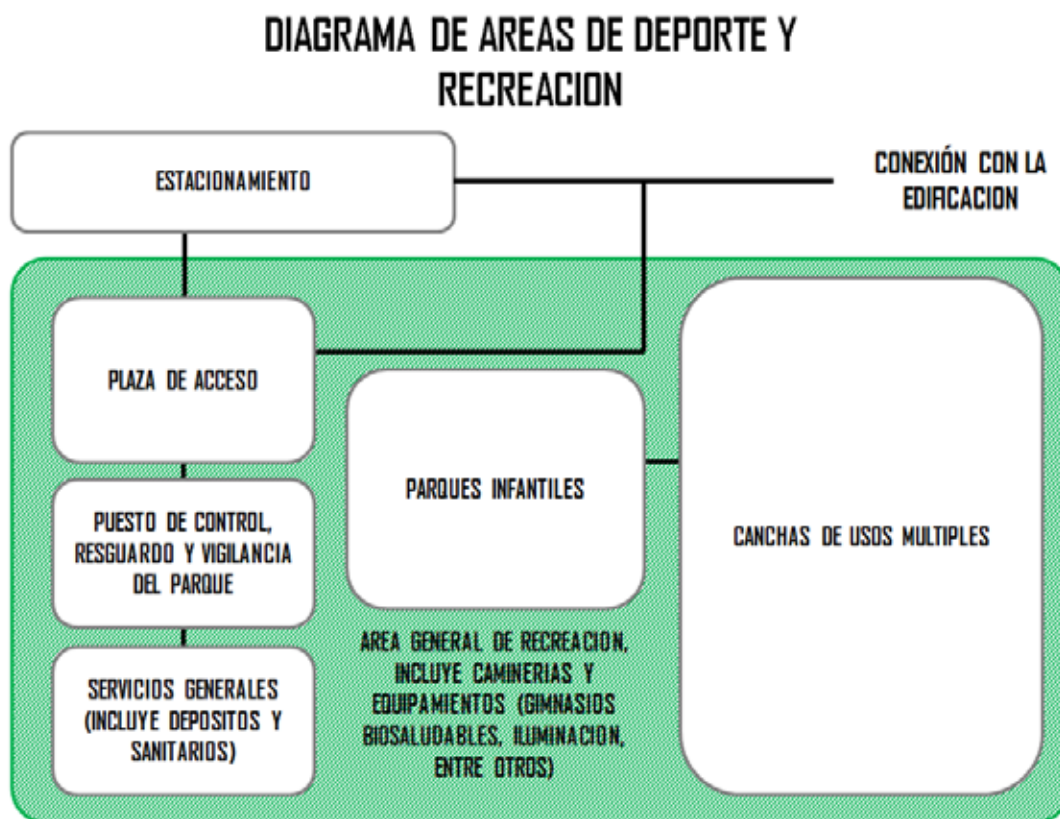 DIAGRAMA DE AREAS DE DEPORTE Y
RECREACION
ESTACIONAMIENTO
CONEXIÓN CON LA
EDIFICACION
PLAZA DE ACCESO
PARQUES INFANTILES
CANCHAS DE USOS MULTIPLES
PUESTO DE CONTROL,
RESGUARDO Y VIGILANCIA
DEL PARQUE
AREA GENERAL DE RECREACION,
INCLUYE CAMINERIAS Y
EQUIPAMIENTOS (GIMNASIOS
BIOSALUDABLES, ILUMINACION,
ENTRE OTROS)
SERVICIOS GENERALES
(INCLUYE DEPOSITOS Y
SANITARIOS)